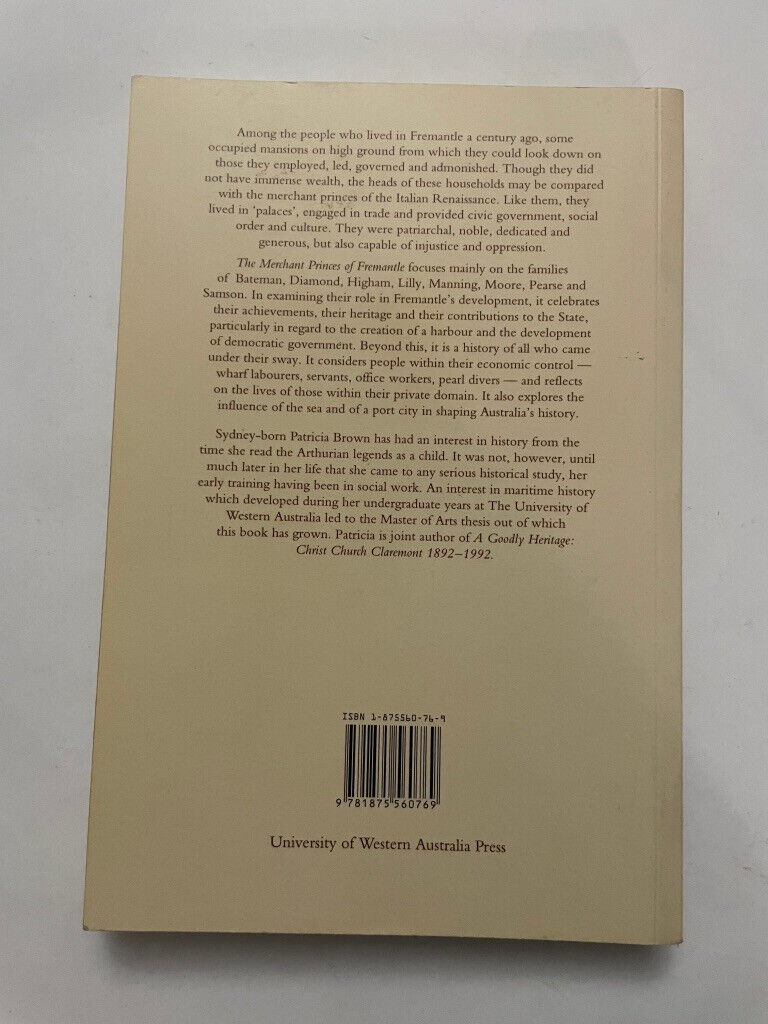 Among the people who lived in Fremantle a century ago, some
occupied mansions on high ground from which they could look down on
those they employed, led, governed and admonished. Though they did
not have immense wealth, the heads of these households may be compared
with the merchant princes of the Italian Renaissance. Like them, they
lived in ‘palaces’, engaged in trade and provided civic government, social
order and culture. They were patriarchal, noble, dedicated and
generous, but also capable of injustice and oppression.
The Merchant Princes of Fremantle focuses mainly on the families
of Bateman, Diamond, Higham, Lilly, Manning, Moore, Pearse and
Samson. In examining their role in Fremantle's development, it celebrates
their achievements, their heritage and their contributions to the State,
particularly in regard to the creation of a harbour and the development
of democratic government. Beyond this, it is a history of all who came
under their sway. It considers people within their economic control —
wharf labourers, servants, office workers, pearl divers — and reflects
on the lives of those within their private domain. It also explores the
influence of the sea and of a port city in shaping Australia's history.
Sydney-born Patricia Brown has had an interest in history from the
time she read the Arthurian legends as a child. It was not, however, until
much later in her life that she came to any serious historical study, her
early training having been in social work. An interest in maritime history
which developed during her undergraduate years at The University of
Western Australia led to the Master of Arts thesis out of which
this book has grown. Patricia is joint author of A Goodly Heritage:
Christ Church Claremont 1892–1992.
ISBN 1-875560-76-9
9 781875 560769
University of Western Australia Press